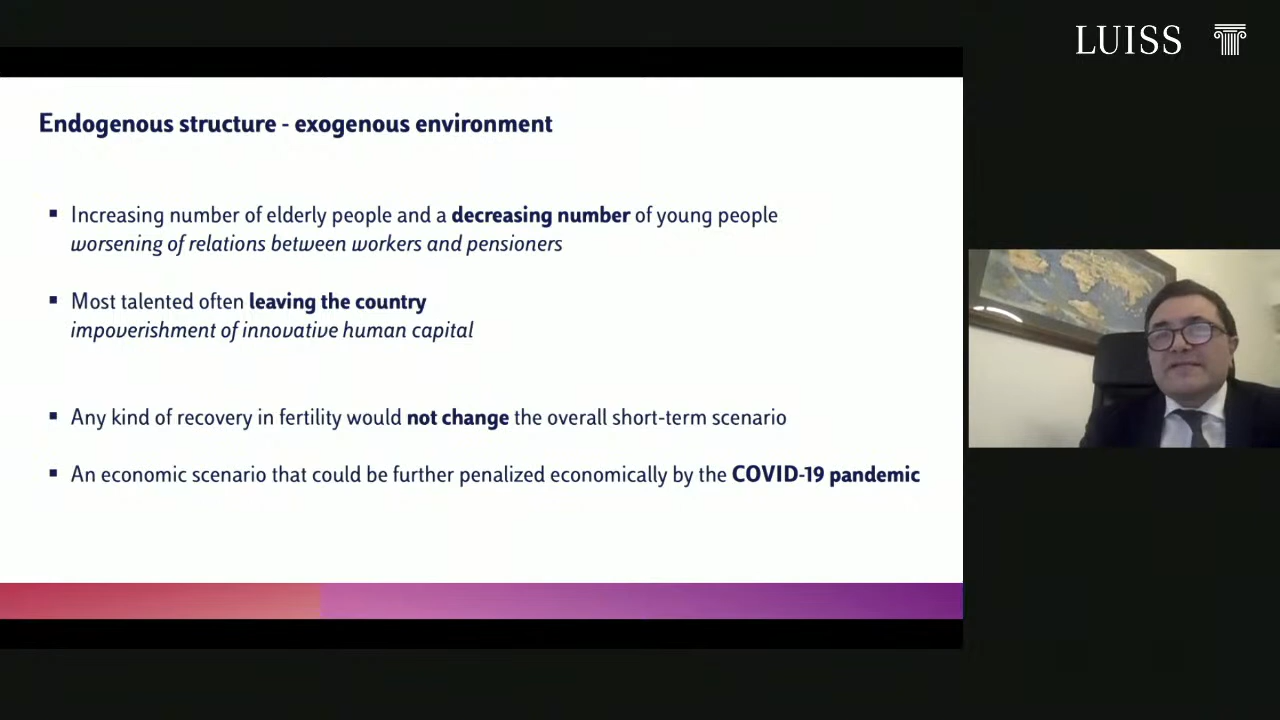 LUISS
Endogenous structure - exogenous environment
▪ Increasing number of elderly people and a decreasing number of young people
worsening of relations between workers and pensioners
▪ Most talented often leaving the country
impoverishment of innovative human capital
▪ Any kind of recovery in fertility would not change the overall short-term scenario
▪ An economic scenario that could be further penalized economically by the COVID-19 pandemic